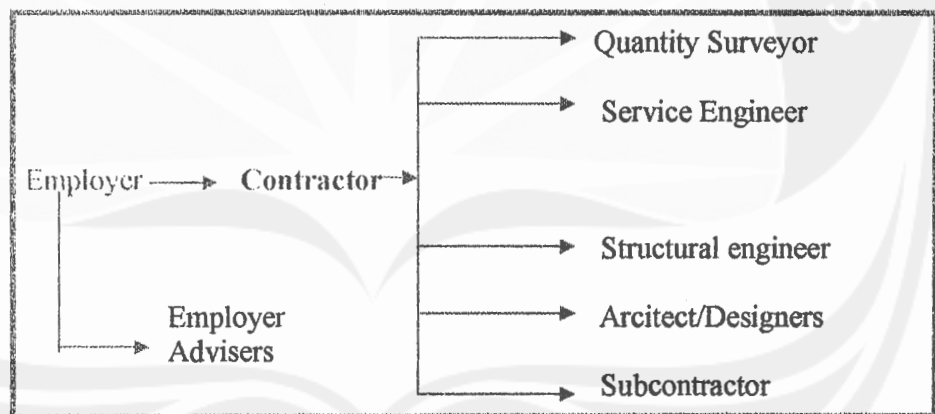 Quantity Surveyor
Service Engineer
Employer
Contractor
Structural engineer
Employer
Advisers
Arcitect/Designers
Subcontractor